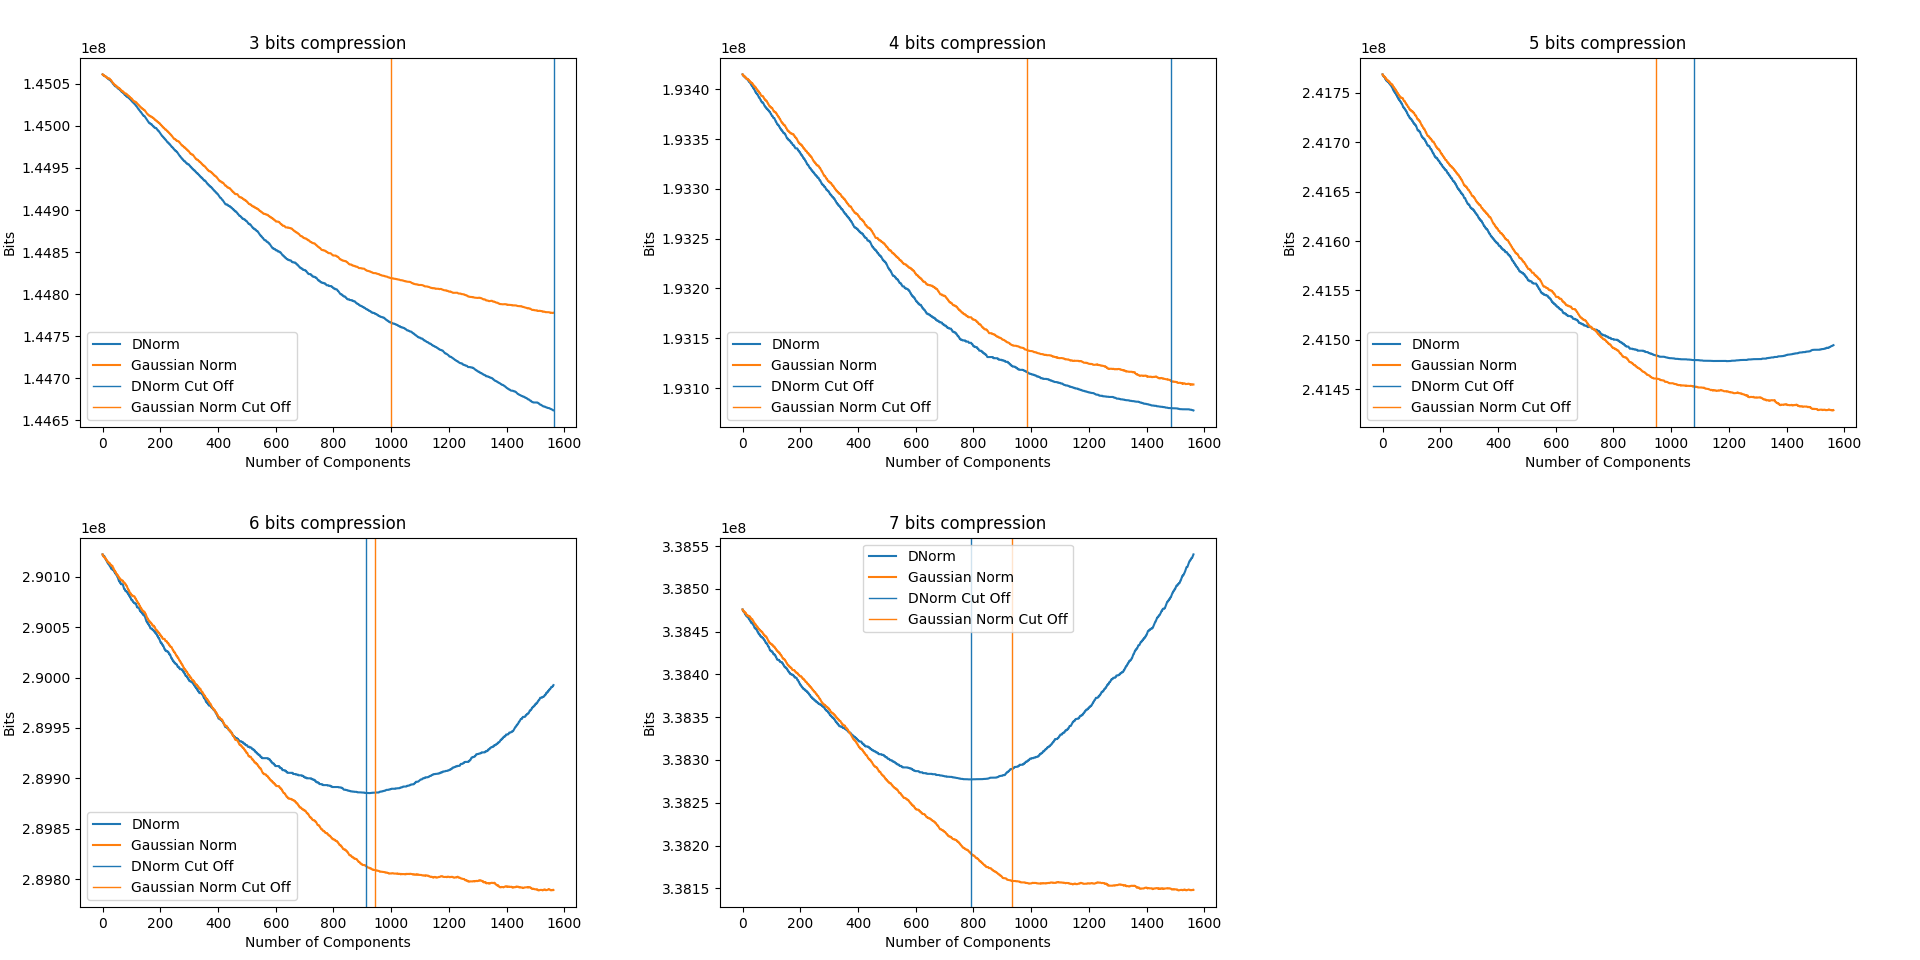 3 bits compression
1e8
1.4505
1.4500
1.4495
1.4490
1.4485
1.4480
1.4475
1.4470
1.4465
Bits
DNorm
Gaussian Norm
DNorm Cut Off
Gaussian Norm Cut Off
0 200 400 600 800 1000 1200 1400 1600
Number of Components
4 bits compression
1e8
1.9340
1.9335
1.9330
1.9325
1.9320
1.9315
1.9310
Bits
DNorm
Gaussian Norm
DNorm Cut Off
Gaussian Norm Cut Off
0 200 400 600 800 1000 1200 1400 1600
Number of Components
5 bits compression
1e8
2.4175
2.4170
2.4165
2.4160
2.4155
2.4150
2.4145
Bits
DNorm
Gaussian Norm
DNorm Cut Off
Gaussian Norm Cut Off
0 200 400 600 800 1000 1200 1400 1600
Number of Components
6 bits compression
1e8
2.9010
2.9005
2.9000
2.8995
2.8990
2.8985
2.8980
Bits
DNorm
Gaussian Norm
DNorm Cut Off
Gaussian Norm Cut Off
0 200 400 600 800 1000 1200 1400 1600
Number of Components
7 bits compression
1e8
3.3855
3.3850
3.3845
3.3840
3.3835
3.3830
3.3825
3.3820
3.3815
Bits
DNorm
Gaussian Norm
DNorm Cut Off
Gaussian Norm Cut Off
0 200 400 600 800 1000 1200 1400 1600
Number of Components